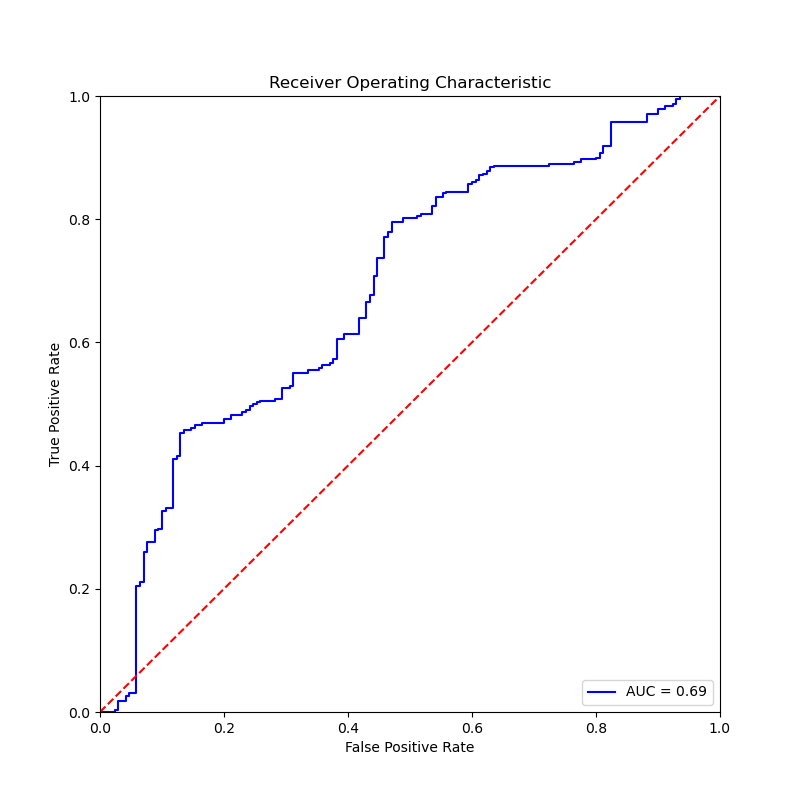 Receiver Operating Characteristic
1.0
0.8
0.6
0.4
0.2
0.0
True Positive Rate
AUC = 0.69
0.0 0.2 0.4 0.6 0.8 1.0
False Positive Rate